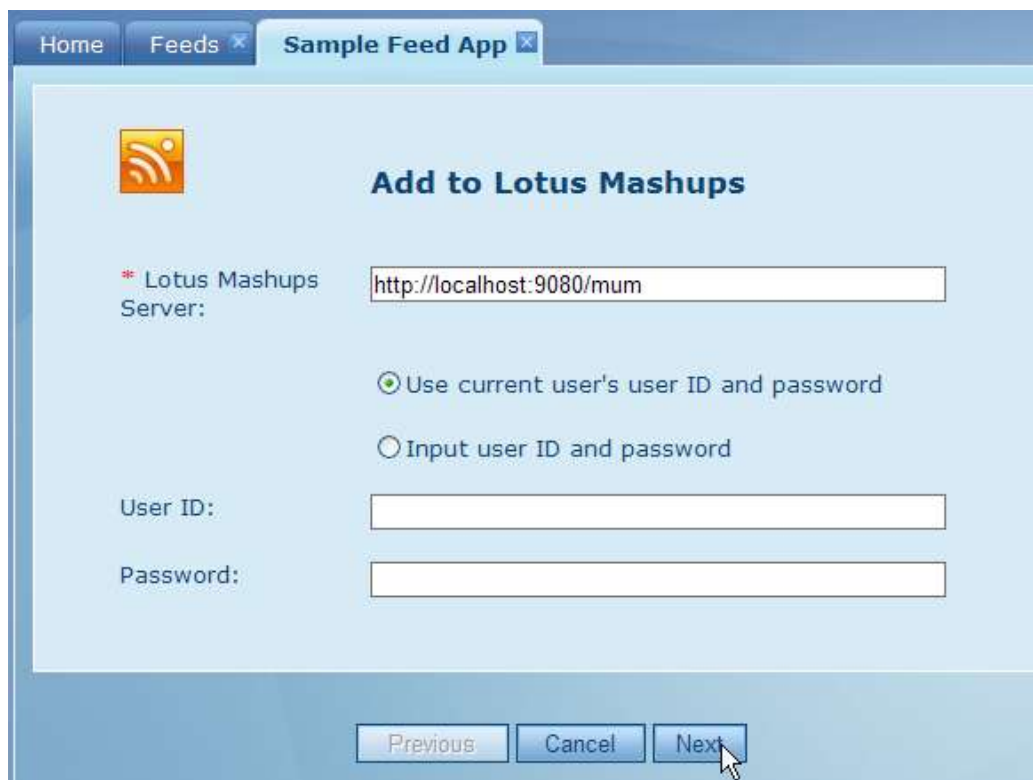 Home Feeds Sample Feed App
Add to Lotus Mashups
* Lotus Mashups
Server:
http://localhost:9080/mum
Use current user's user ID and password
Input user ID and password
User ID:
Password:
Previous Cancel Next